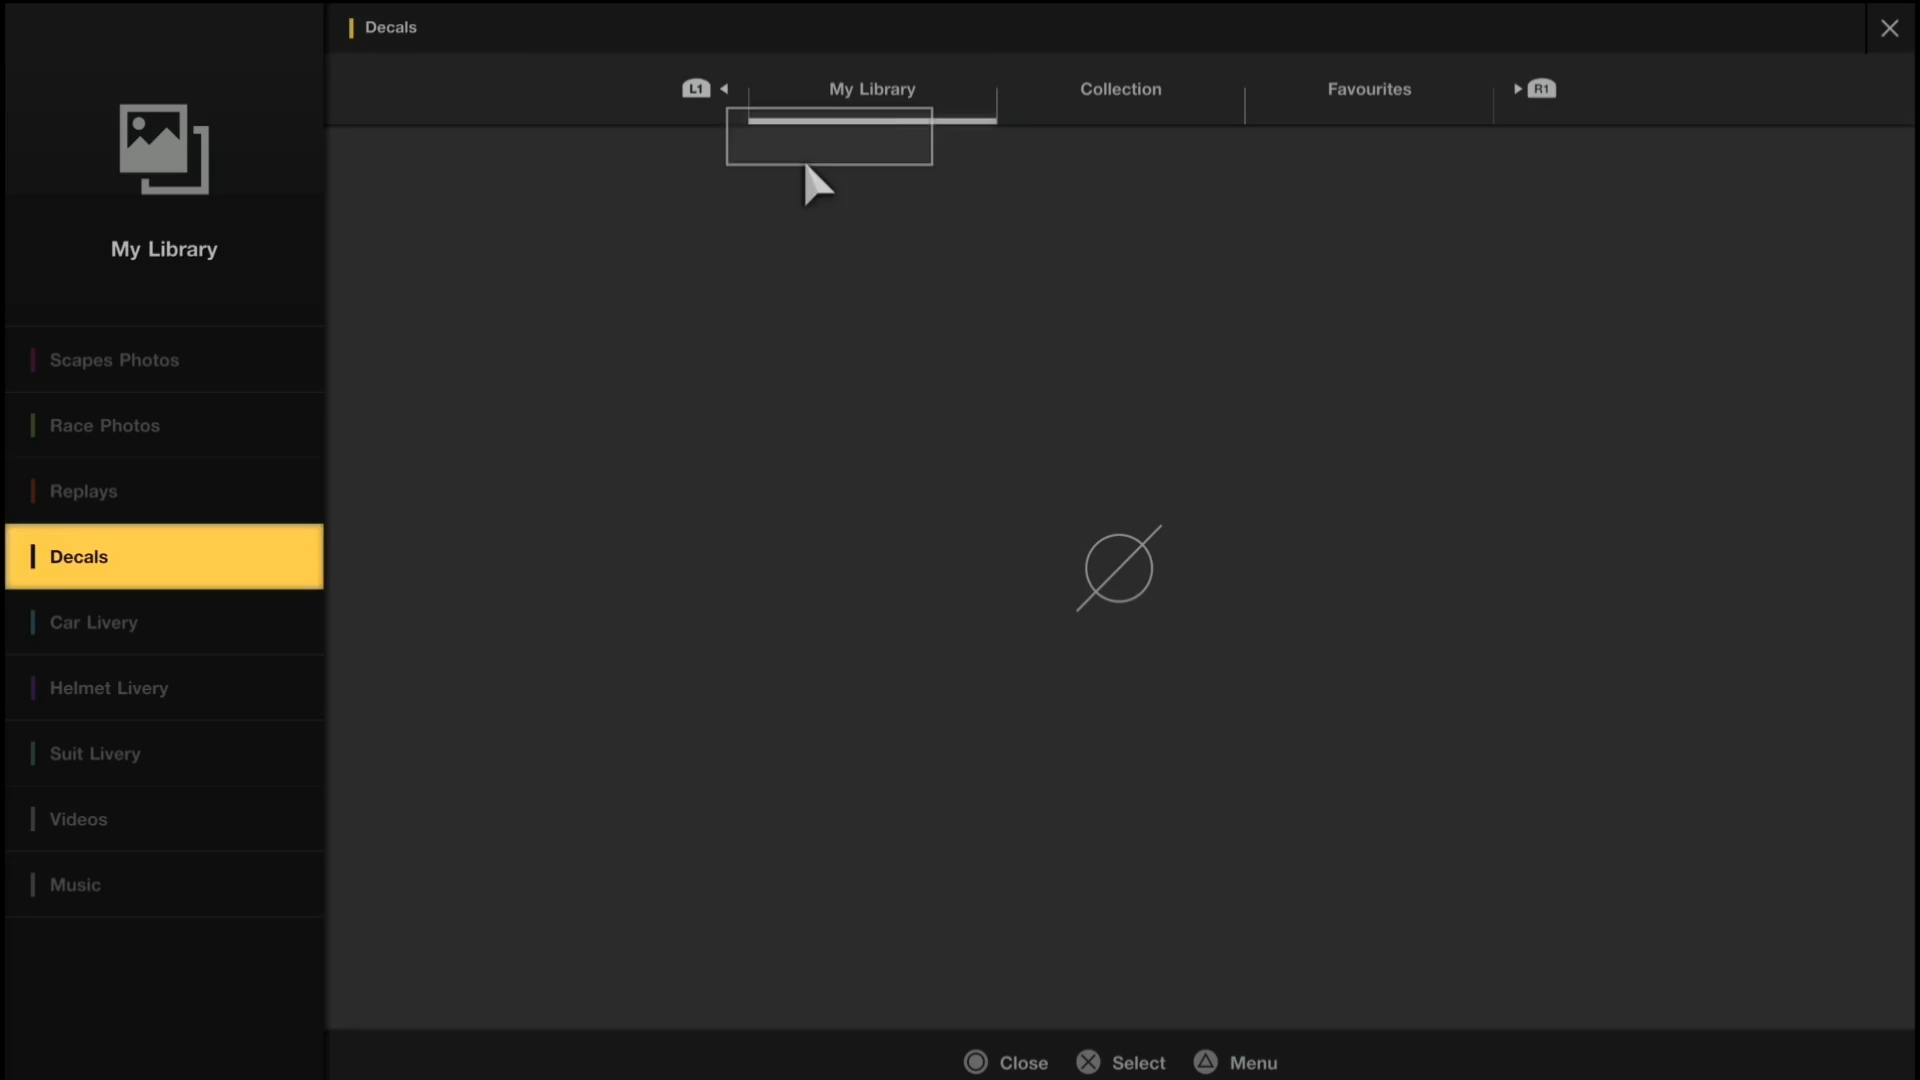 Decals
L1
My Library
Collection
Favourites
R1
My Library
Scapes Photos
Race Photos
Replays
Decals
Car Livery
Helmet Livery
Suit Livery
Videos
Music
Close
Select
Menu